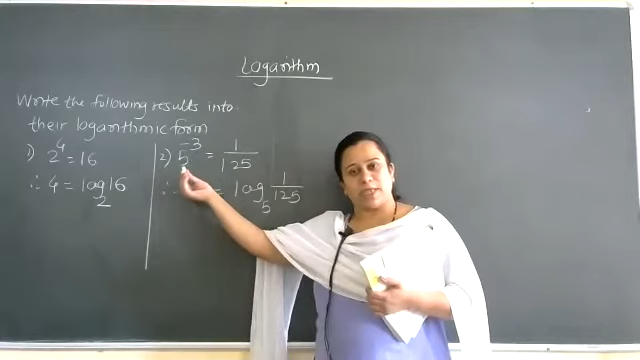 Logarithm
Write the following results into
their logarithmic form
1) 2⁴ = 16
∴ 4 = log₂ 16
2) 5⁻³ = 1/125
∴ = log₅ 1/125